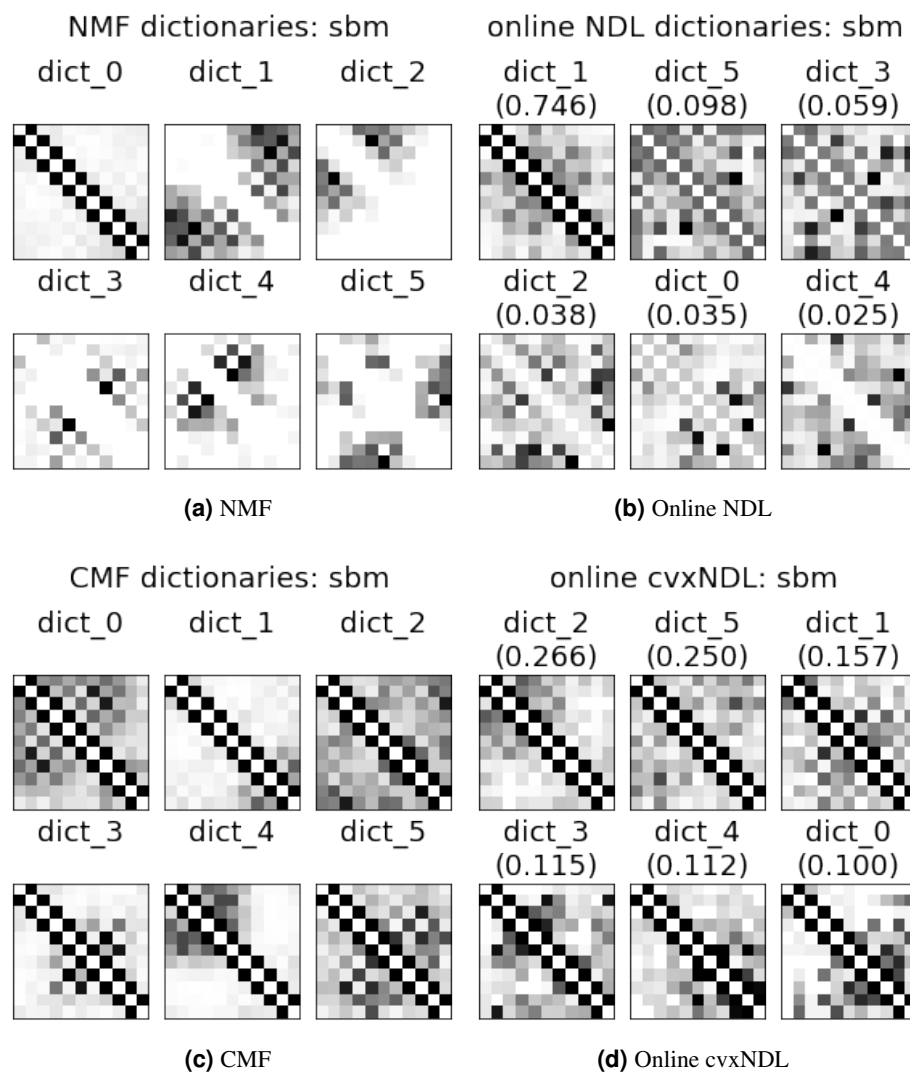 NMF dictionaries: sbm
dict_0 dict_1 dict_2
dict_3 dict_4 dict_5
(a) NMF
online NDL dictionaries: sbm
dict_1 dict_5 dict_3
(0.746) (0.098) (0.059)
dict_2 dict_0 dict_4
(0.038) (0.035) (0.025)
(b) Online NDL
CMF dictionaries: sbm
dict_0 dict_1 dict_2
dict_3 dict_4 dict_5
(c) CMF
online cvxNDL: sbm
dict_2 dict_5 dict_1
(0.266) (0.250) (0.157)
dict_3 dict_4 dict_0
(0.115) (0.112) (0.100)
(d) Online cvxNDL